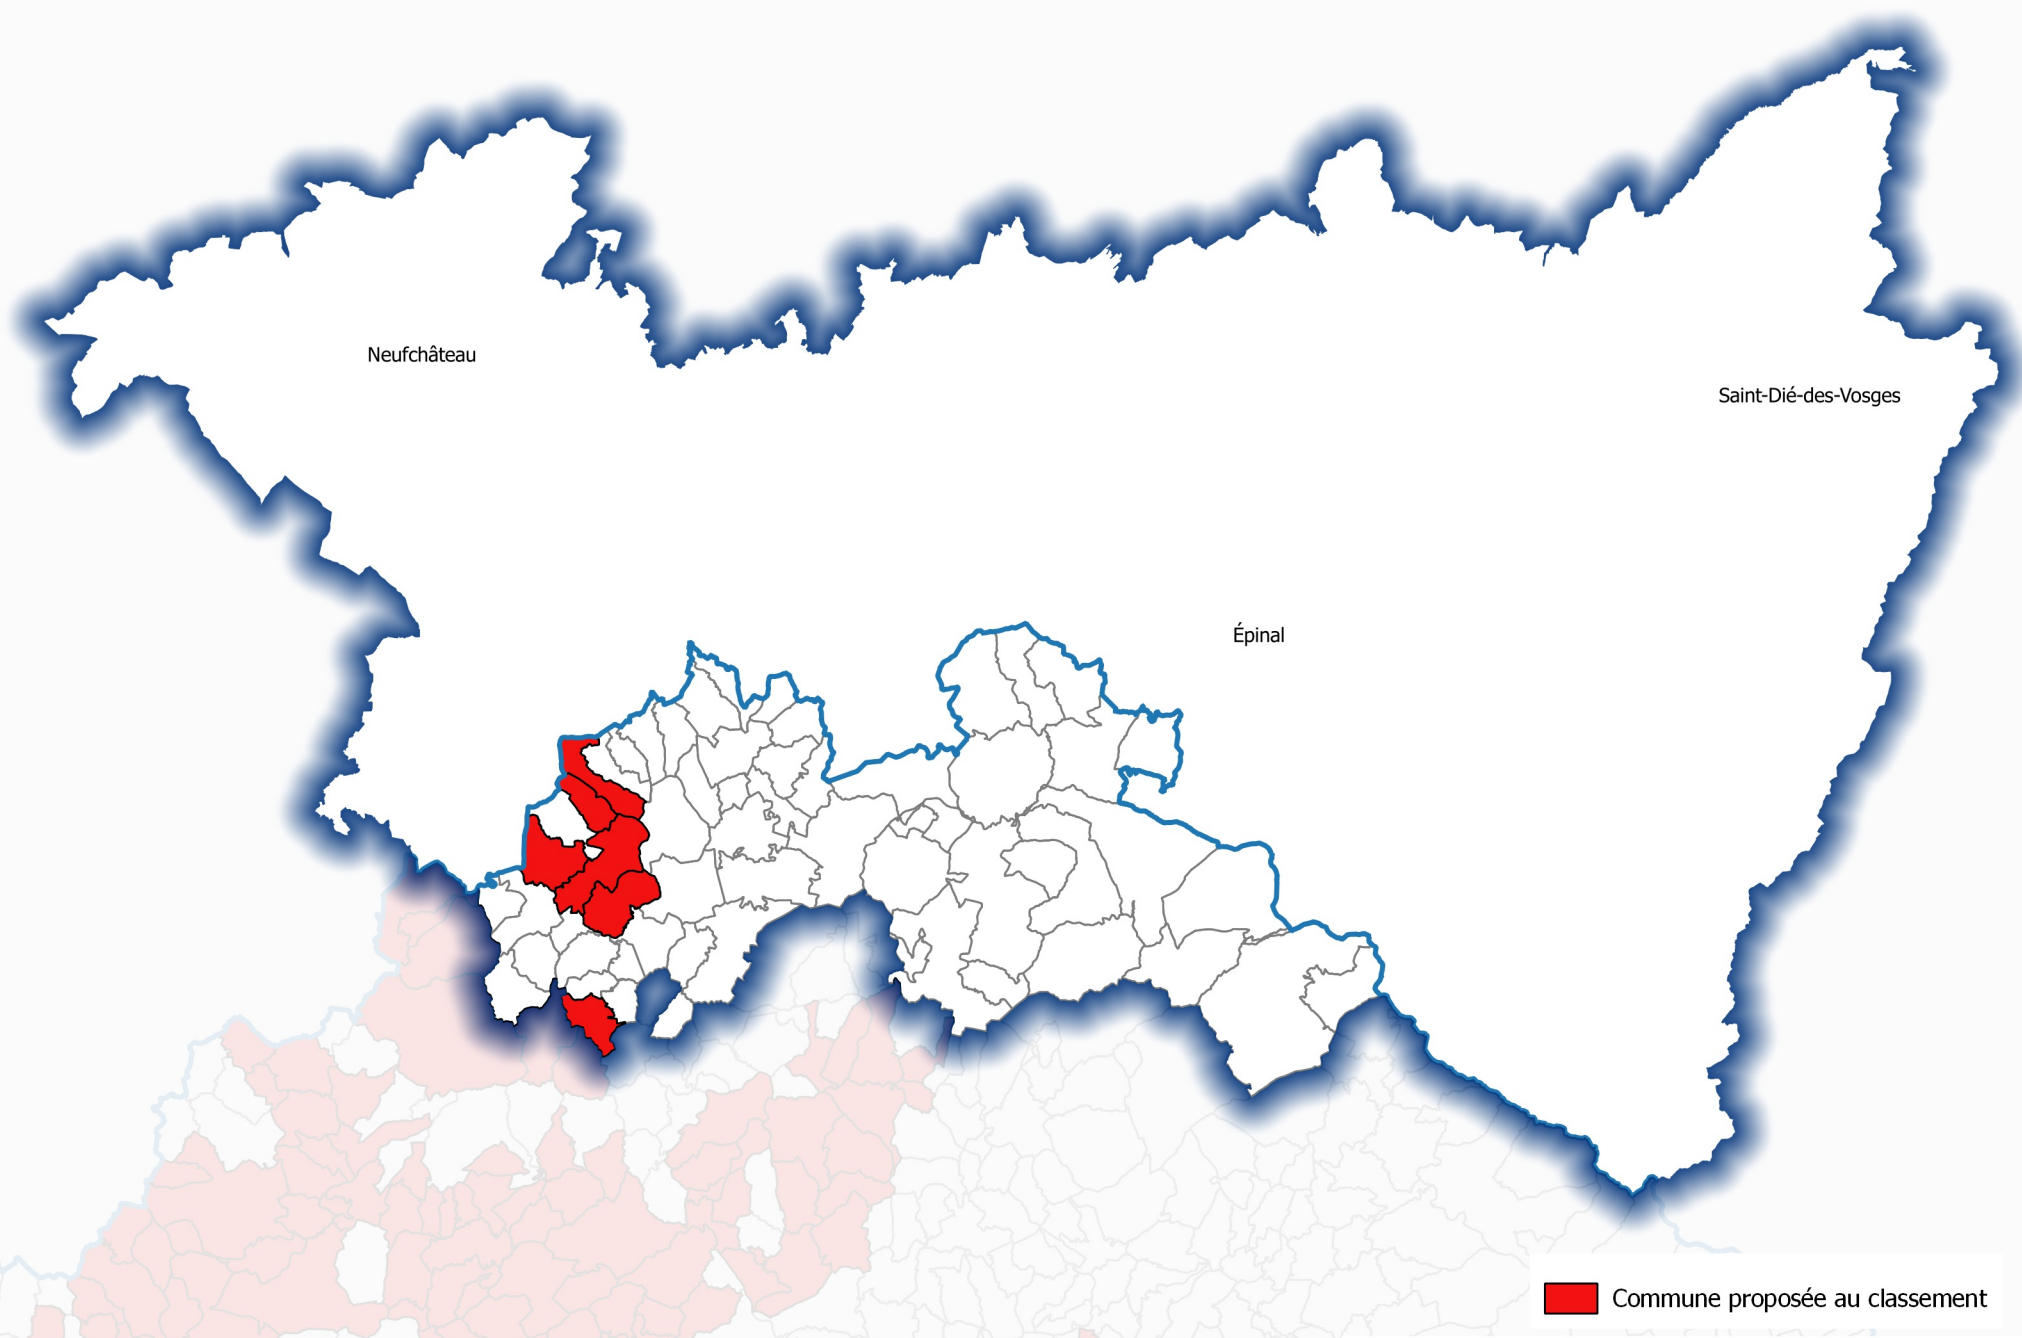 Neufchâteau
Saint-Dié-des-Vosges
Épinal
Commune proposée au classement